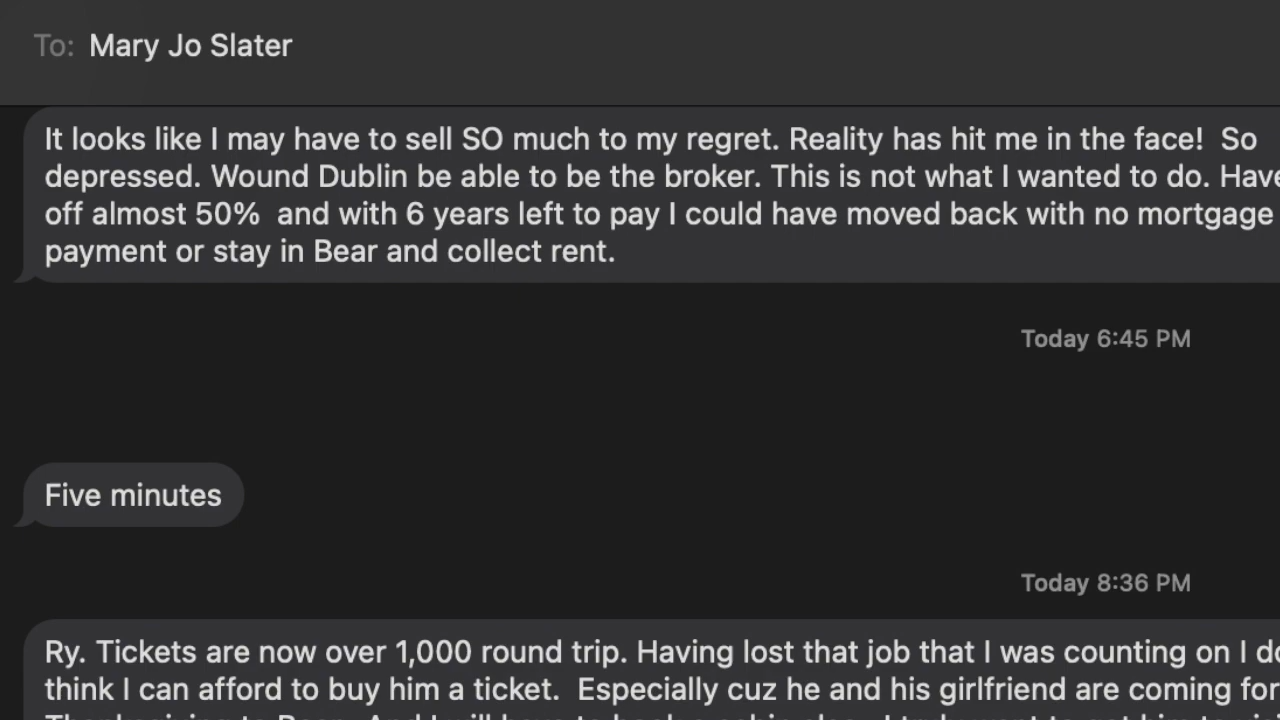 To: Mary Jo Slater
It looks like I may have to sell SO much to my regret. Reality has hit me in the face!  So
depressed. Wound Dublin be able to be the broker. This is not what I wanted to do. Have
off almost 50%  and with 6 years left to pay I could have moved back with no mortgage
payment or stay in Bear and collect rent.
Today 6:45 PM
Five minutes
Today 8:36 PM
Ry. Tickets are now over 1,000 round trip. Having lost that job that I was counting on I
think I can afford to buy him a ticket.  Especially cuz he and his girlfriend are coming for